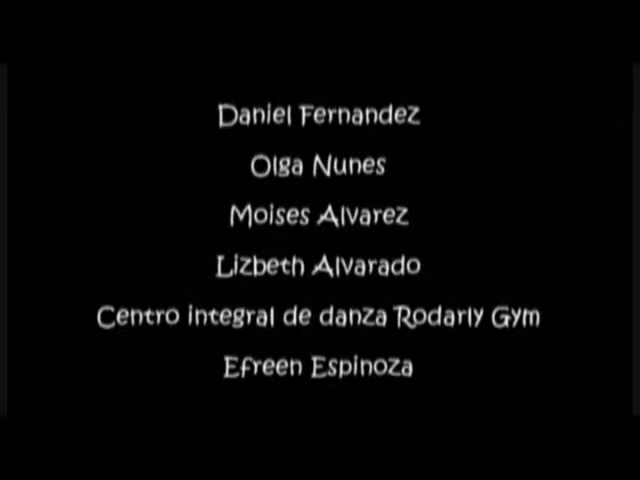 Daniel Fernandez
Olga Nunes
Moises Alvarez
Lizbeth Alvarado
Centro integral de danza Rodarly Gym
Efreen Espinoza